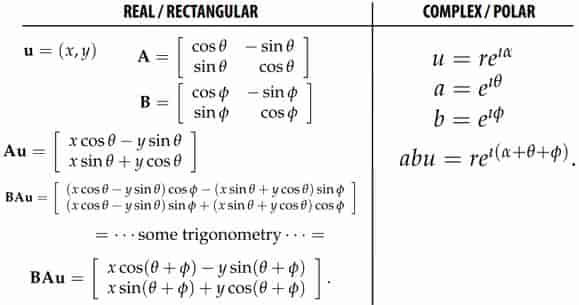 REAL / RECTANGULAR
u = (x, y)
A = [ cos θ − sin θ
sin θ cos θ ]
B = [ cos ϕ − sin ϕ
sin ϕ cos ϕ ]
Au = [ x cos θ − y sin θ
x sin θ + y cos θ ]
BAu = [ (x cos θ − y sin θ) cos ϕ − (x sin θ + y cos θ) sin ϕ
(x cos θ − y sin θ) sin ϕ + (x sin θ + y cos θ) cos ϕ ]
= ⋯ some trigonometry ⋯ =
BAu = [ x cos(θ + ϕ) − y sin(θ + ϕ)
x sin(θ + ϕ) + y cos(θ + ϕ) ] .
COMPLEX / POLAR
u = re^{ıα}
a = e^{ıθ}
b = e^{ıϕ}
abu = re^{ı(α+θ+ϕ)}.